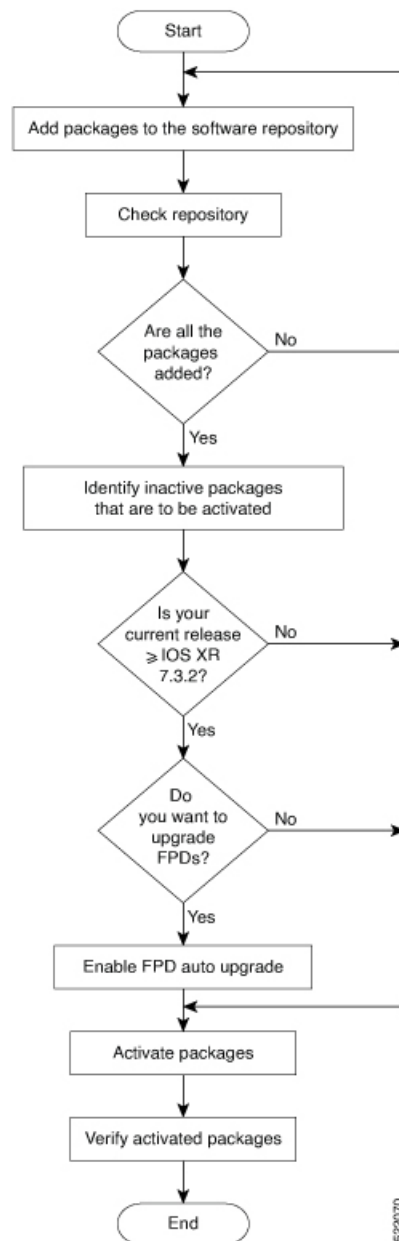 Start
Add packages to the software repository
Check repository
Are all the
packages
added?
No
Yes
Identify inactive packages
that are to be activated
Is your
current release
⩾ IOS XR
7.3.2?
No
Yes
Do
you want to
upgrade
FPDs?
No
Yes
Enable FPD auto upgrade
Activate packages
Verify activated packages
End